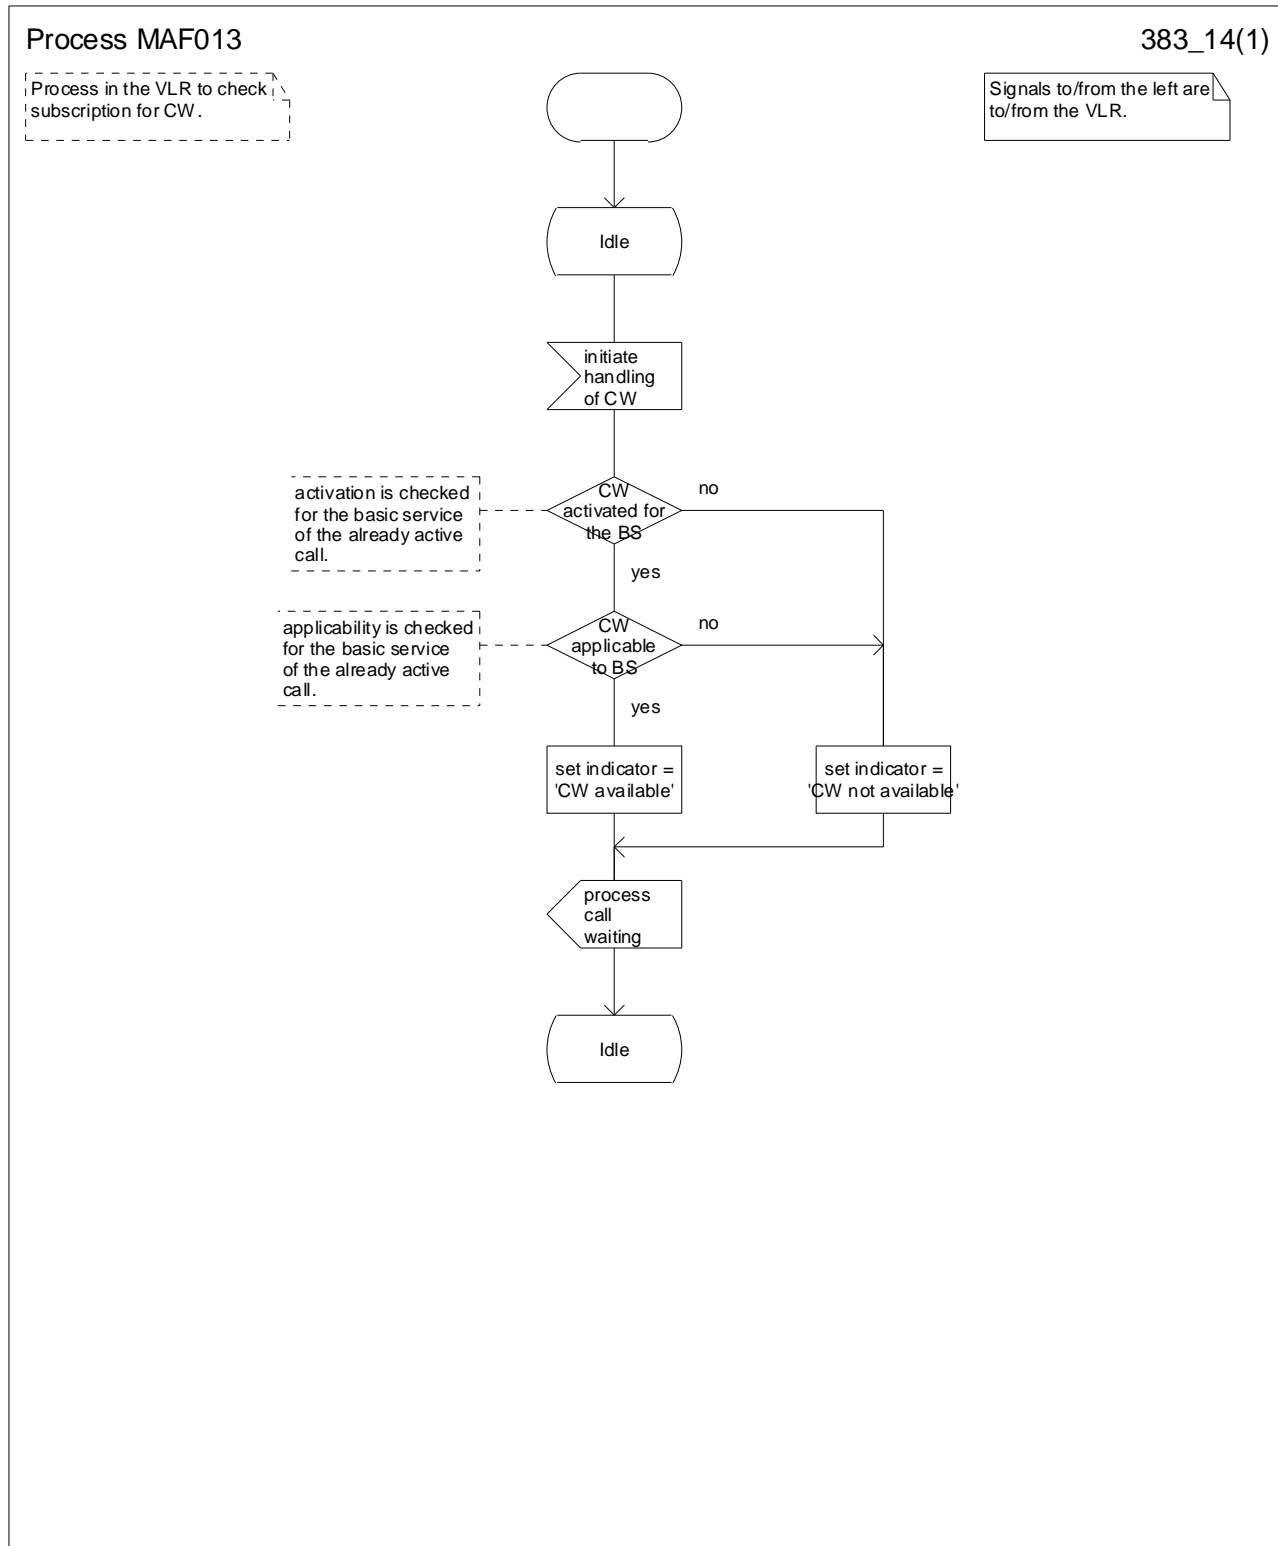 Process MAF013
383_14(1)
Process in the VLR to check
subscription for CW.
Signals to/from the left are
to/from the VLR.
Idle
initiate
handling
of CW
activation is checked
for the basic service
of the already active
call.
CW
activated for
the BS
no
yes
applicability is checked
for the basic service
of the already active
call.
CW
applicable
to BS
no
yes
set indicator =
'CW available'
set indicator =
'CW not available'
process
call
waiting
Idle